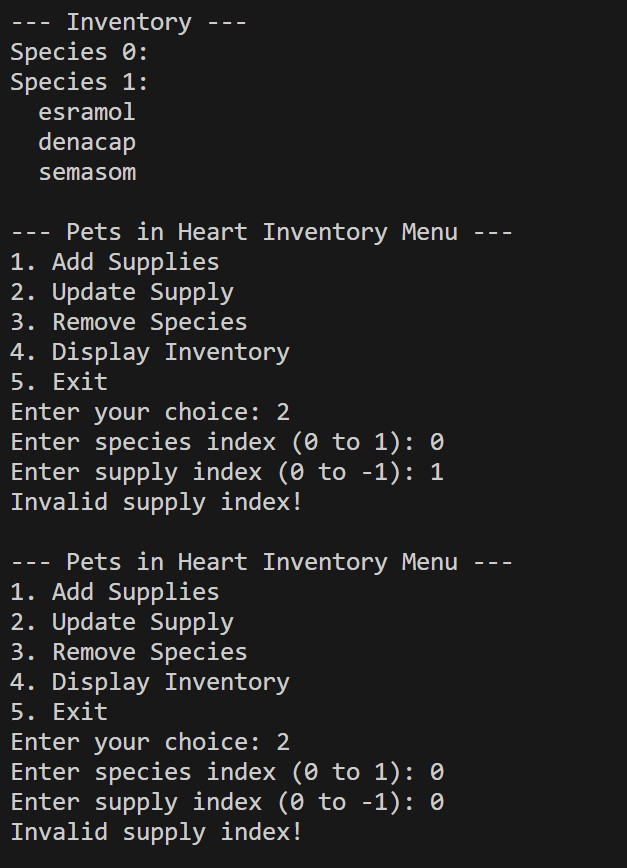 --- Inventory ---
Species 0:
Species 1:
  esramol
  denacap
  semasom

--- Pets in Heart Inventory Menu ---
1. Add Supplies
2. Update Supply
3. Remove Species
4. Display Inventory
5. Exit
Enter your choice: 2
Enter species index (0 to 1): 0
Enter supply index (0 to -1): 1
Invalid supply index!

--- Pets in Heart Inventory Menu ---
1. Add Supplies
2. Update Supply
3. Remove Species
4. Display Inventory
5. Exit
Enter your choice: 2
Enter species index (0 to 1): 0
Enter supply index (0 to -1): 0
Invalid supply index!